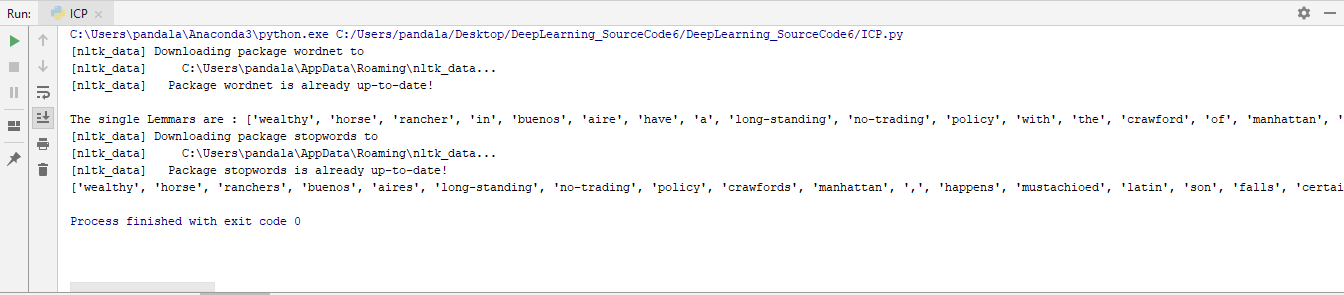 Run: ICP
C:\Users\pandala\Anaconda3\python.exe C:/Users/pandala/Desktop/DeepLearning_SourceCode6/DeepLearning_SourceCode6/ICP.py
[nltk_data] Downloading package wordnet to
[nltk_data]     C:\Users\pandala\AppData\Roaming\nltk_data...
[nltk_data]   Package wordnet is already up-to-date!
The single Lemmars are : ['wealthy', 'horse', 'rancher', 'in', 'buenos', 'aire', 'have', 'a', 'long-standing', 'no-trading', 'policy', 'with', 'the', 'crawford', 'of', 'manhattan', '
[nltk_data] Downloading package stopwords to
[nltk_data]     C:\Users\pandala\AppData\Roaming\nltk_data...
[nltk_data]   Package stopwords is already up-to-date!
['wealthy', 'horse', 'ranchers', 'buenos', 'aires', 'long-standing', 'no-trading', 'policy', 'crawfords', 'manhattan', ',', 'happens', 'mustachioed', 'latin', 'son', 'falls', 'certai
Process finished with exit code 0